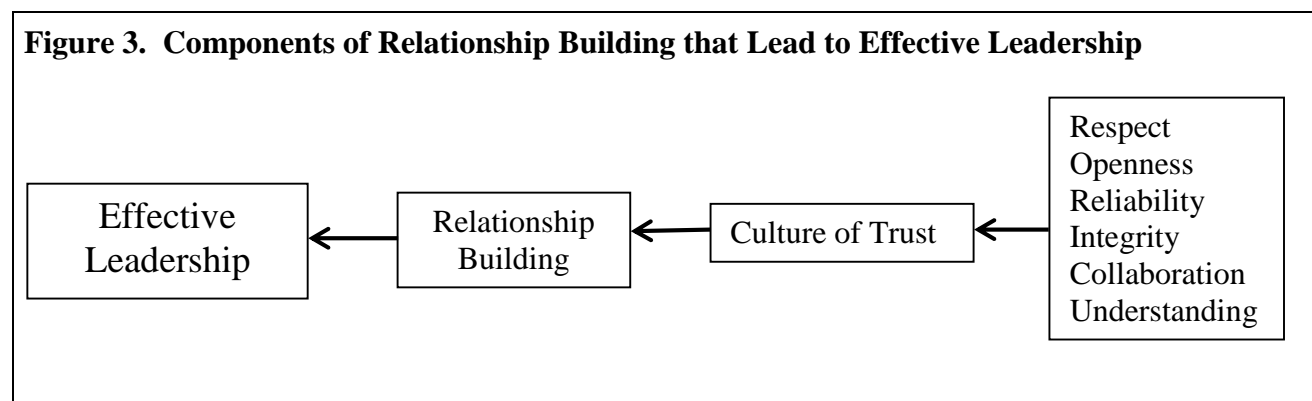 Figure 3.  Components of Relationship Building that Lead to Effective Leadership
Effective
Leadership
Relationship
Building
Culture of Trust
Respect
Openness
Reliability
Integrity
Collaboration
Understanding